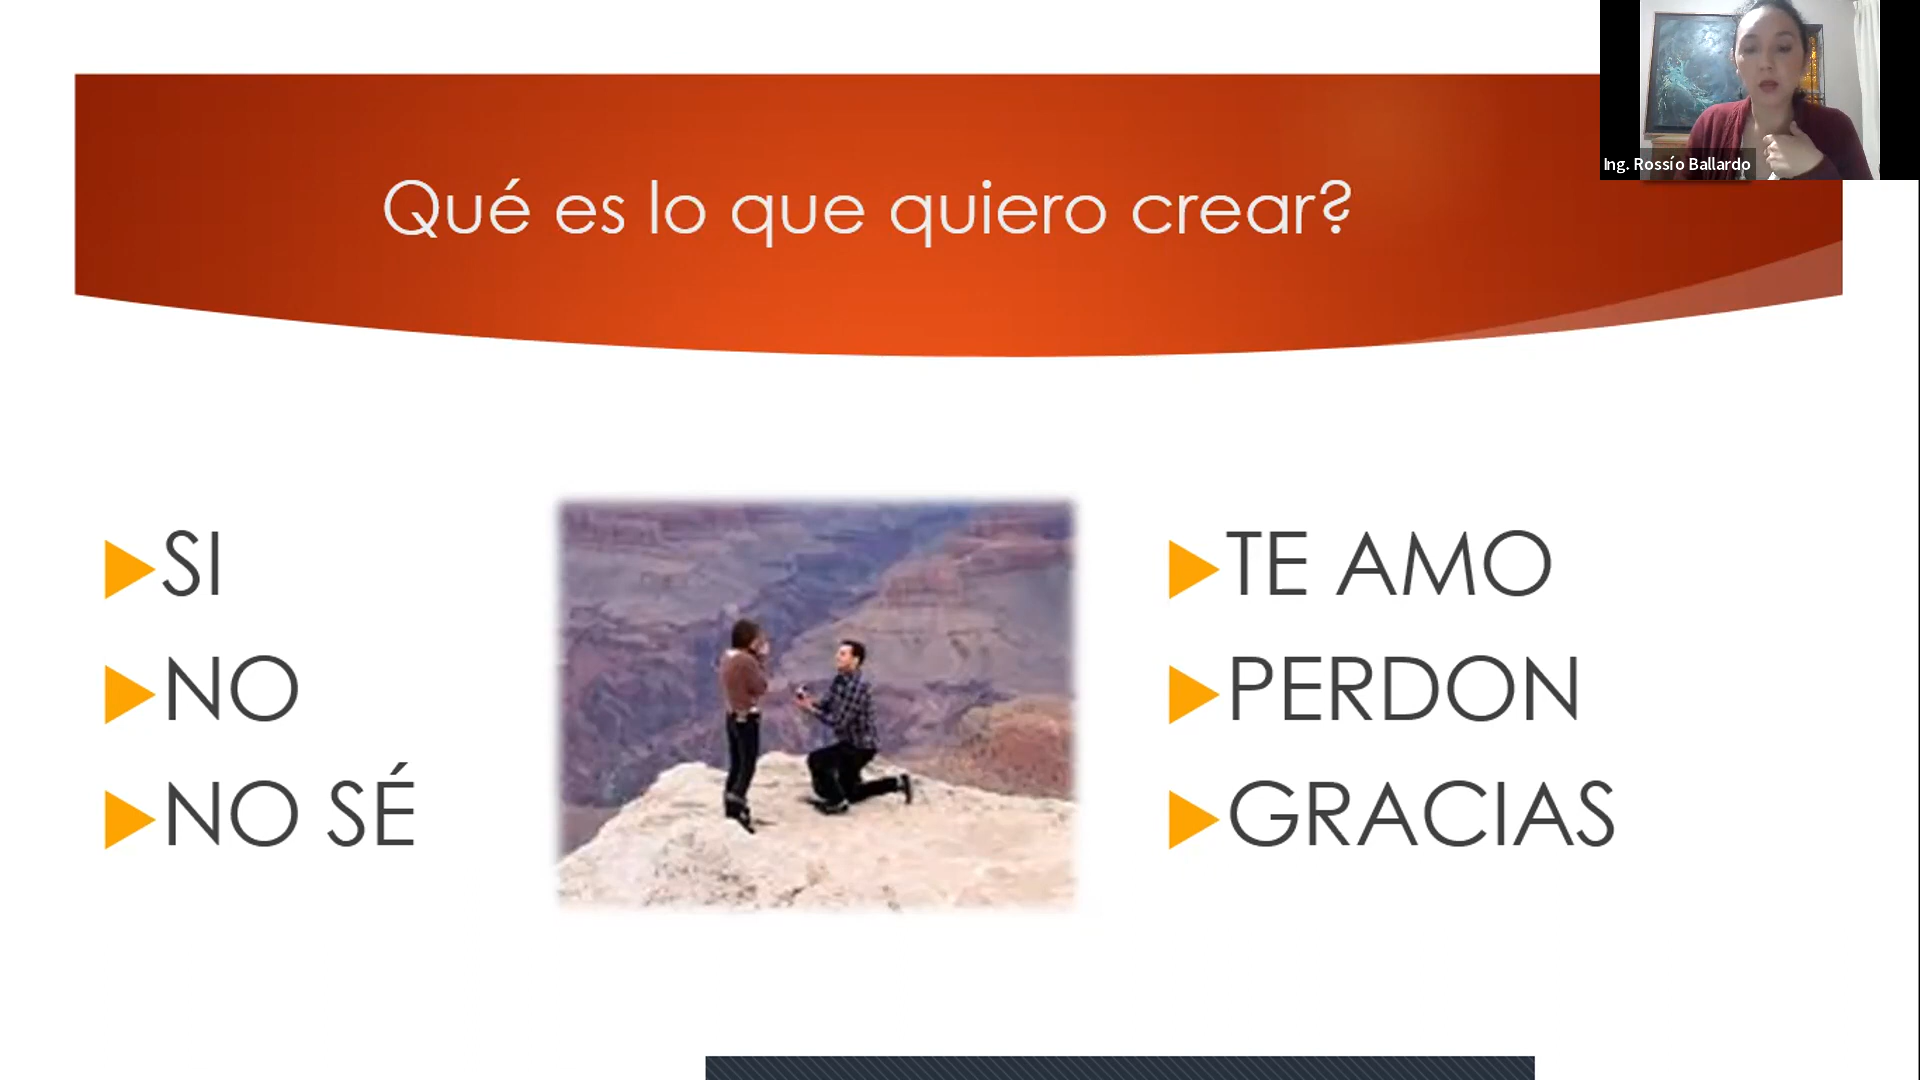 Ing. Rossío Ballardo
Qué es lo que quiero crear?
SI
NO
NO SÉ
TE AMO
PERDON
GRACIAS